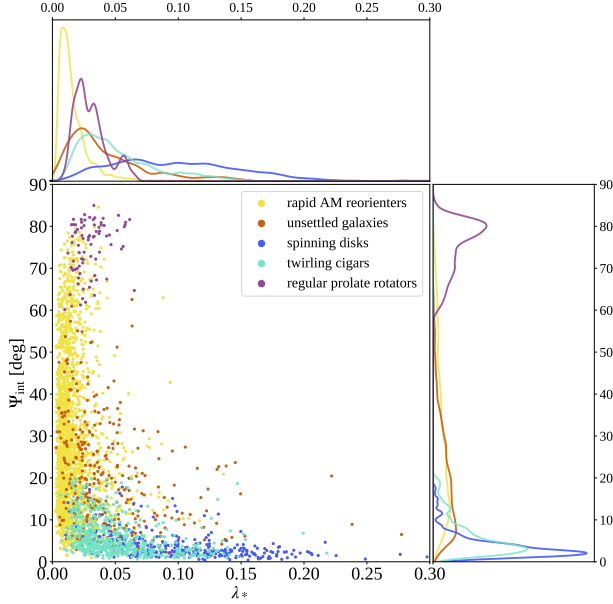 0.00 0.05 0.10 0.15 0.20 0.25 0.30
90 90
rapid AM reorienters
unsettled galaxies
spinning disks
twirling cigars
regular prolate rotators
80 80
70 70
60 60
50 50
40 40
30 30
20 20
10 10
0 0
Ψint [deg]
0.00 0.05 0.10 0.15 0.20 0.25 0.30
λ*